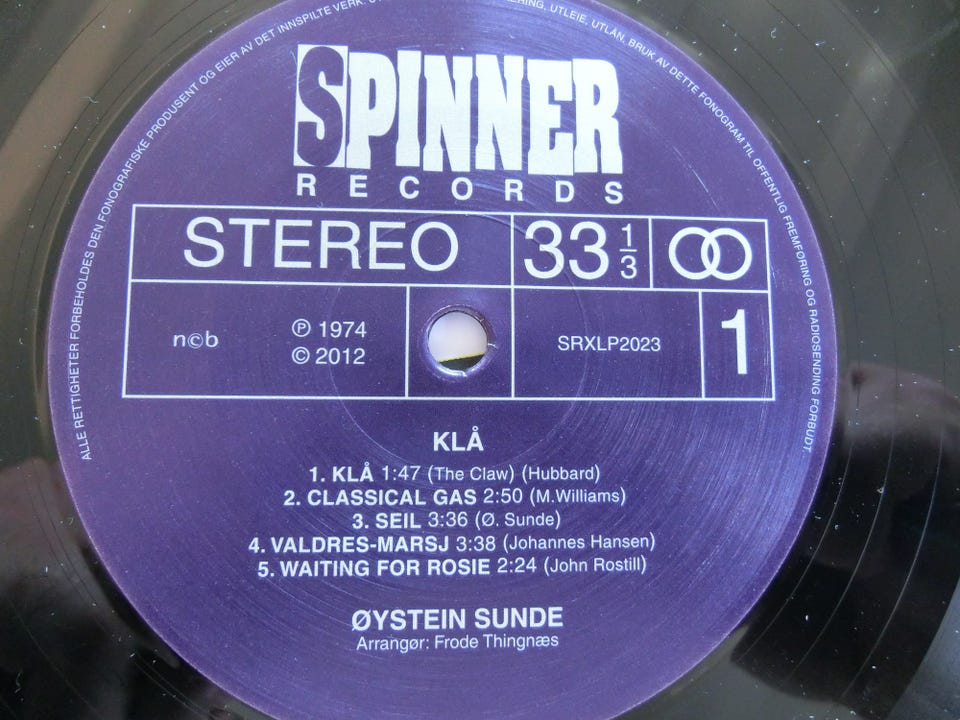 ALLE RETTIGHETER FORBEHOLDES DEN FONOGRAFISKE PRODUSENT OG EIER AV DET INNSPILTE VERK.
UTLEIE, UTLÅN, BRUK AV DETTE FONOGRAM TIL OFFENTLIG FREMFØRING OG RADIOSENDING FORBUDT.
SPINNER
RECORDS
STEREO 33 1/3
n©b ℗ 1974
© 2012
SRXLP2023 1
KLÅ
1. KLÅ 1:47 (The Claw) (Hubbard)
2. CLASSICAL GAS 2:50 (M.Williams)
3. SEIL 3:36 (Ø. Sunde)
4. VALDRES-MARSJ 3:38 (Johannes Hansen)
5. WAITING FOR ROSIE 2:24 (John Rostill)
ØYSTEIN SUNDE
Arrangør: Frode Thingnæs